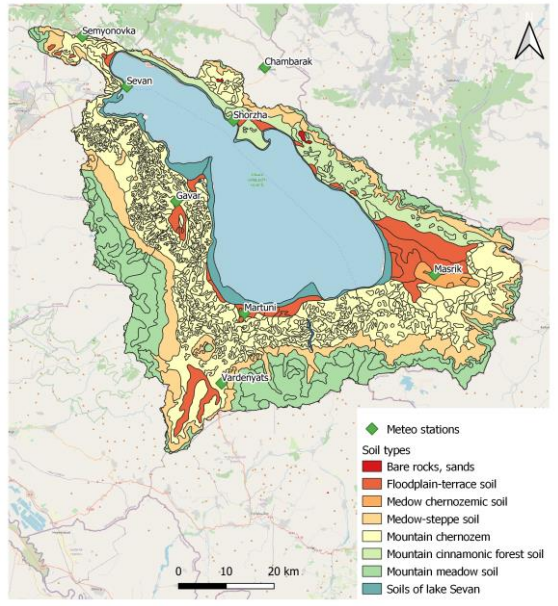 Semyonovka
Chambarak
Sevan
Shorzha
Gavar
Masrik
Martuni
Vardenyats
Meteo stations
Soil types
Bare rocks, sands
Floodplain-terrace soil
Medow chernozemic soil
Medow-steppe soil
Mountain chernozem
Mountain cinnamonic forest soil
Mountain meadow soil
Soils of lake Sevan
0 10 20 km